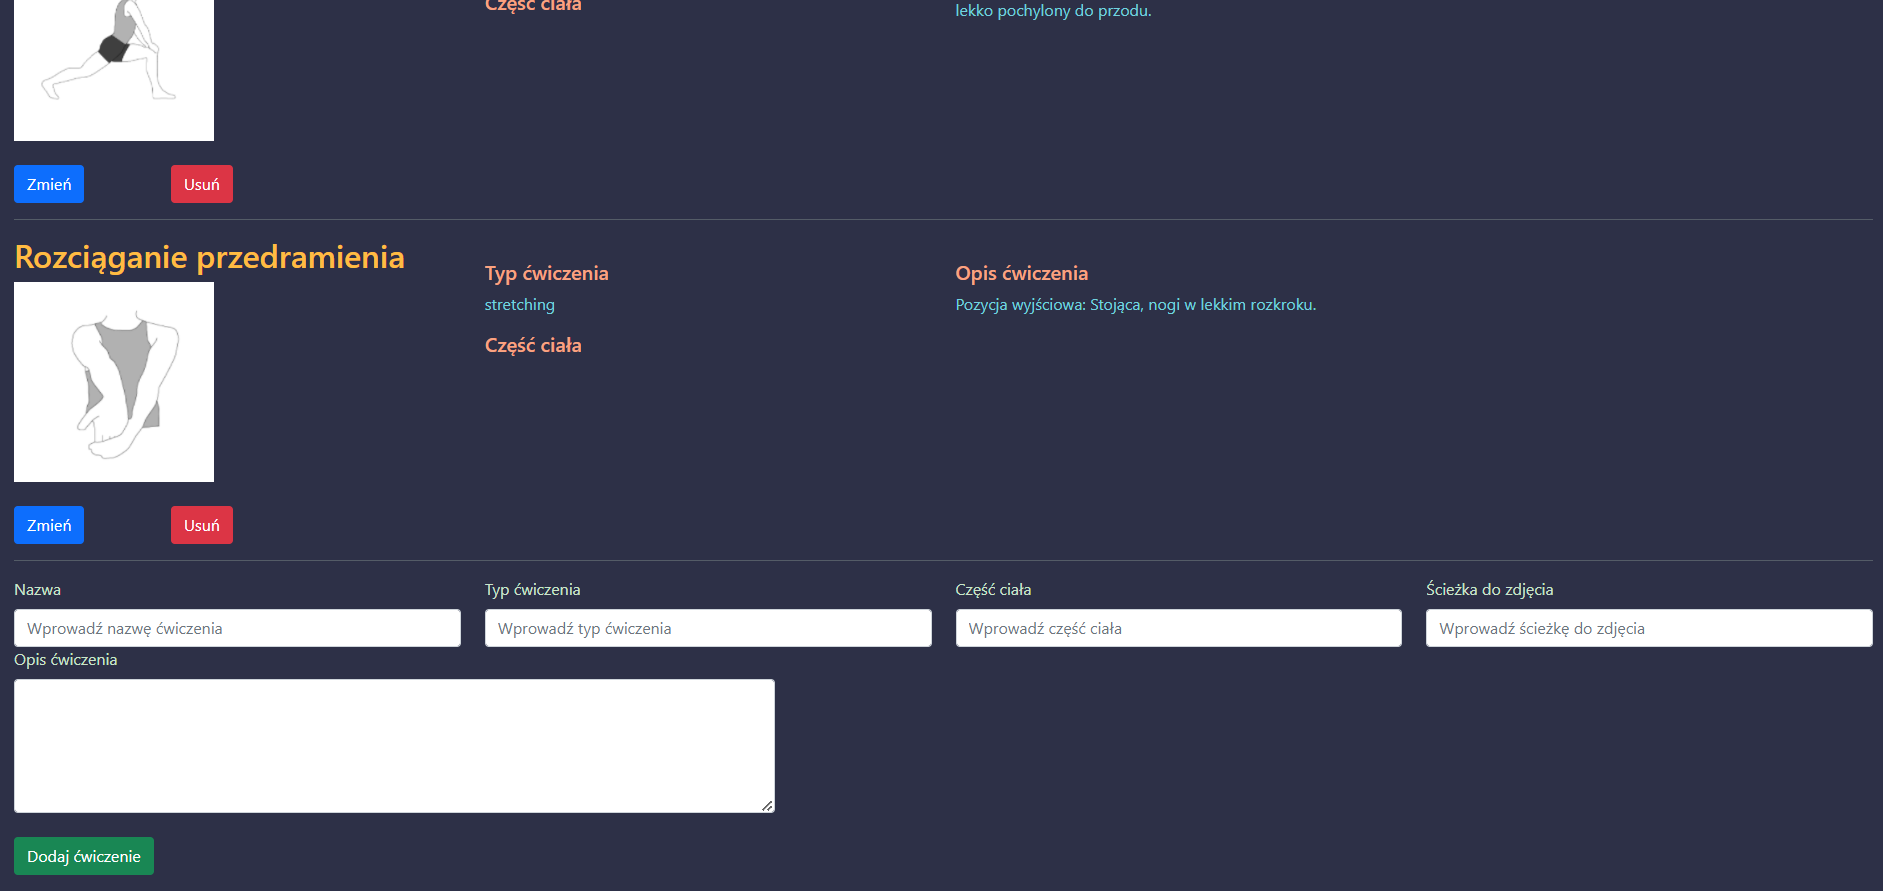 Część ciała
lekko pochylony do przodu.
Zmień
Usuń
Rozciąganie przedramienia
Typ ćwiczenia
stretching
Część ciała
Opis ćwiczenia
Pozycja wyjściowa: Stojąca, nogi w lekkim rozkroku.
Zmień
Usuń
Nazwa
Wprowadź nazwę ćwiczenia
Typ ćwiczenia
Wprowadź typ ćwiczenia
Część ciała
Wprowadź część ciała
Ścieżka do zdjęcia
Wprowadź ścieżkę do zdjęcia
Opis ćwiczenia
Dodaj ćwiczenie